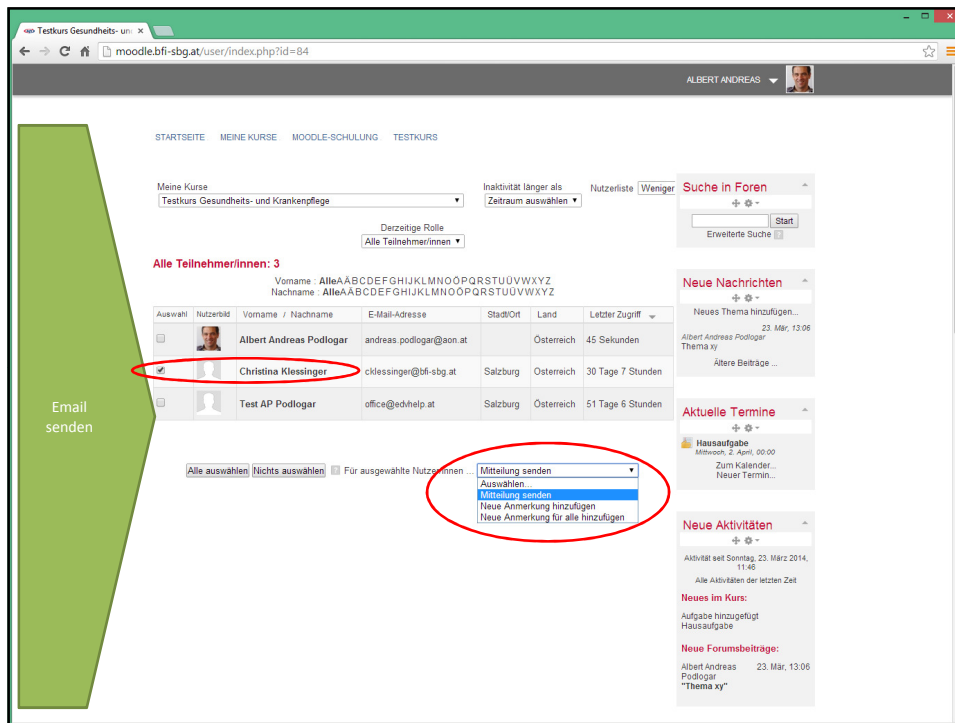 Testkurs Gesundheits- un
moodle.bfi-sbg.at/user/index.php?id=84
ALBERT ANDREAS
STARTSEITE MEINE KURSE MOODLE-SCHULUNG TESTKURS
Meine Kurse
Testkurs Gesundheits- und Krankenpflege
Inaktivität länger als
Zeitraum auswählen
Nutzerliste Weniger
Derzeitige Rolle
Alle Teilnehmer/innen
Alle Teilnehmer/innen: 3
Vorname : AlleAÄBCDEFGHIJKLMNOÖPQRSTUÜVWXYZ
Nachname : AlleAÄBCDEFGHIJKLMNOÖPQRSTUÜVWXYZ
Auswahl Nutzerbild Vorname / Nachname E-Mail-Adresse Stadt/Ort Land Letzter Zugriff
Albert Andreas Podlogar andreas.podlogar@aon.at Österreich 45 Sekunden
Christina Klessinger cklessinger@bfi-sbg.at Salzburg Österreich 30 Tage 7 Stunden
Test AP Podlogar office@edvhelp.at Salzburg Österreich 51 Tage 6 Stunden
Email
senden
Alle auswählen Nichts auswählen Für ausgewählte Nutzer/innen ... Mitteilung senden
Auswählen...
Mitteilung senden
Neue Anmerkung hinzufügen
Neue Anmerkung für alle hinzufügen
Suche in Foren
Start
Erweiterte Suche
Neue Nachrichten
Neues Thema hinzufügen...
23. Mär, 13:06
Albert Andreas Podlogar
Thema xy
Ältere Beiträge ...
Aktuelle Termine
Hausaufgabe
Mittwoch, 2. April, 00:00
Zum Kalender...
Neuer Termin...
Neue Aktivitäten
Aktivität seit Sonntag, 23. März 2014,
11:46
Alle Aktivitäten der letzten Zeit
Neues im Kurs:
Aufgabe hinzugefügt
Hausaufgabe
Neue Forumsbeiträge:
Albert Andreas 23. Mär, 13:06
Podlogar
"Thema xy"